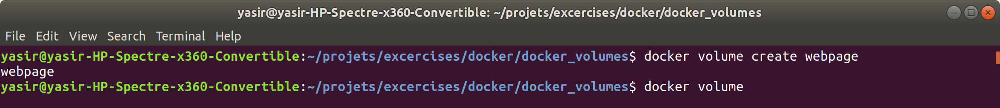 yasir@yasir-HP-Spectre-x360-Convertible: ~/projets/excercises/docker/docker_volumes
File Edit View Search Terminal Help
yasir@yasir-HP-Spectre-x360-Convertible:~/projets/excercises/docker/docker_volumes$ docker volume create webpage
webpage
yasir@yasir-HP-Spectre-x360-Convertible:~/projets/excercises/docker/docker_volumes$ docker volume